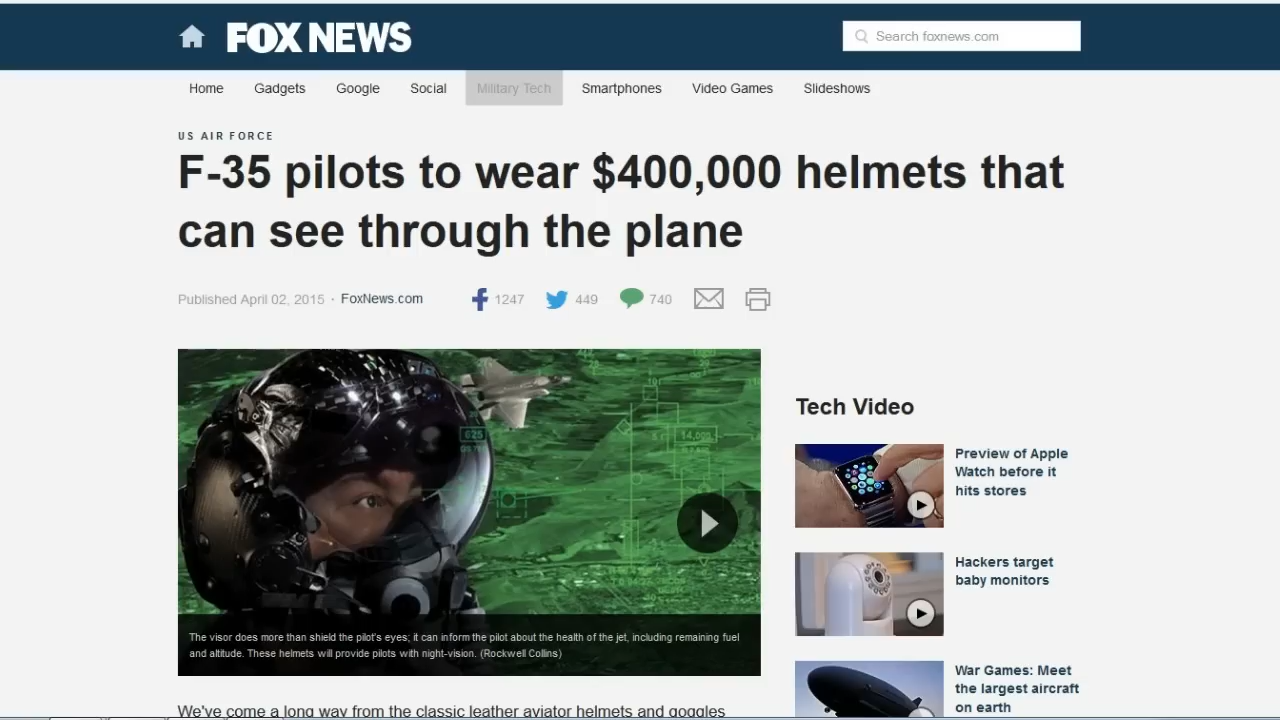 FOX NEWS
Search foxnews.com
Home Gadgets Google Social Military Tech Smartphones Video Games Slideshows
US AIR FORCE
F-35 pilots to wear $400,000 helmets that
can see through the plane
Published April 02, 2015 · FoxNews.com 1247 449 740
625
14,000
The visor does more than shield the pilot's eyes; it can inform the pilot about the health of the jet, including remaining fuel
and altitude. These helmets will provide pilots with night-vision. (Rockwell Collins)
We've come a long way from the classic leather aviator helmets and goggles
Tech Video
Preview of Apple
Watch before it
hits stores
Hackers target
baby monitors
War Games: Meet
the largest aircraft
on earth